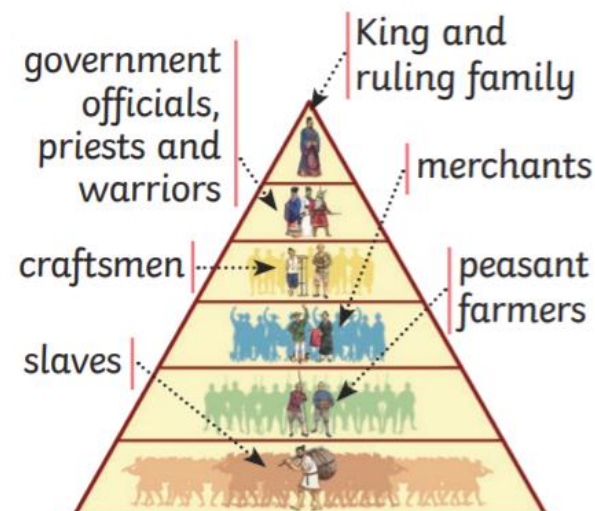 King and
ruling family
government
officials,
priests and
warriors
merchants
craftsmen
peasant
farmers
slaves